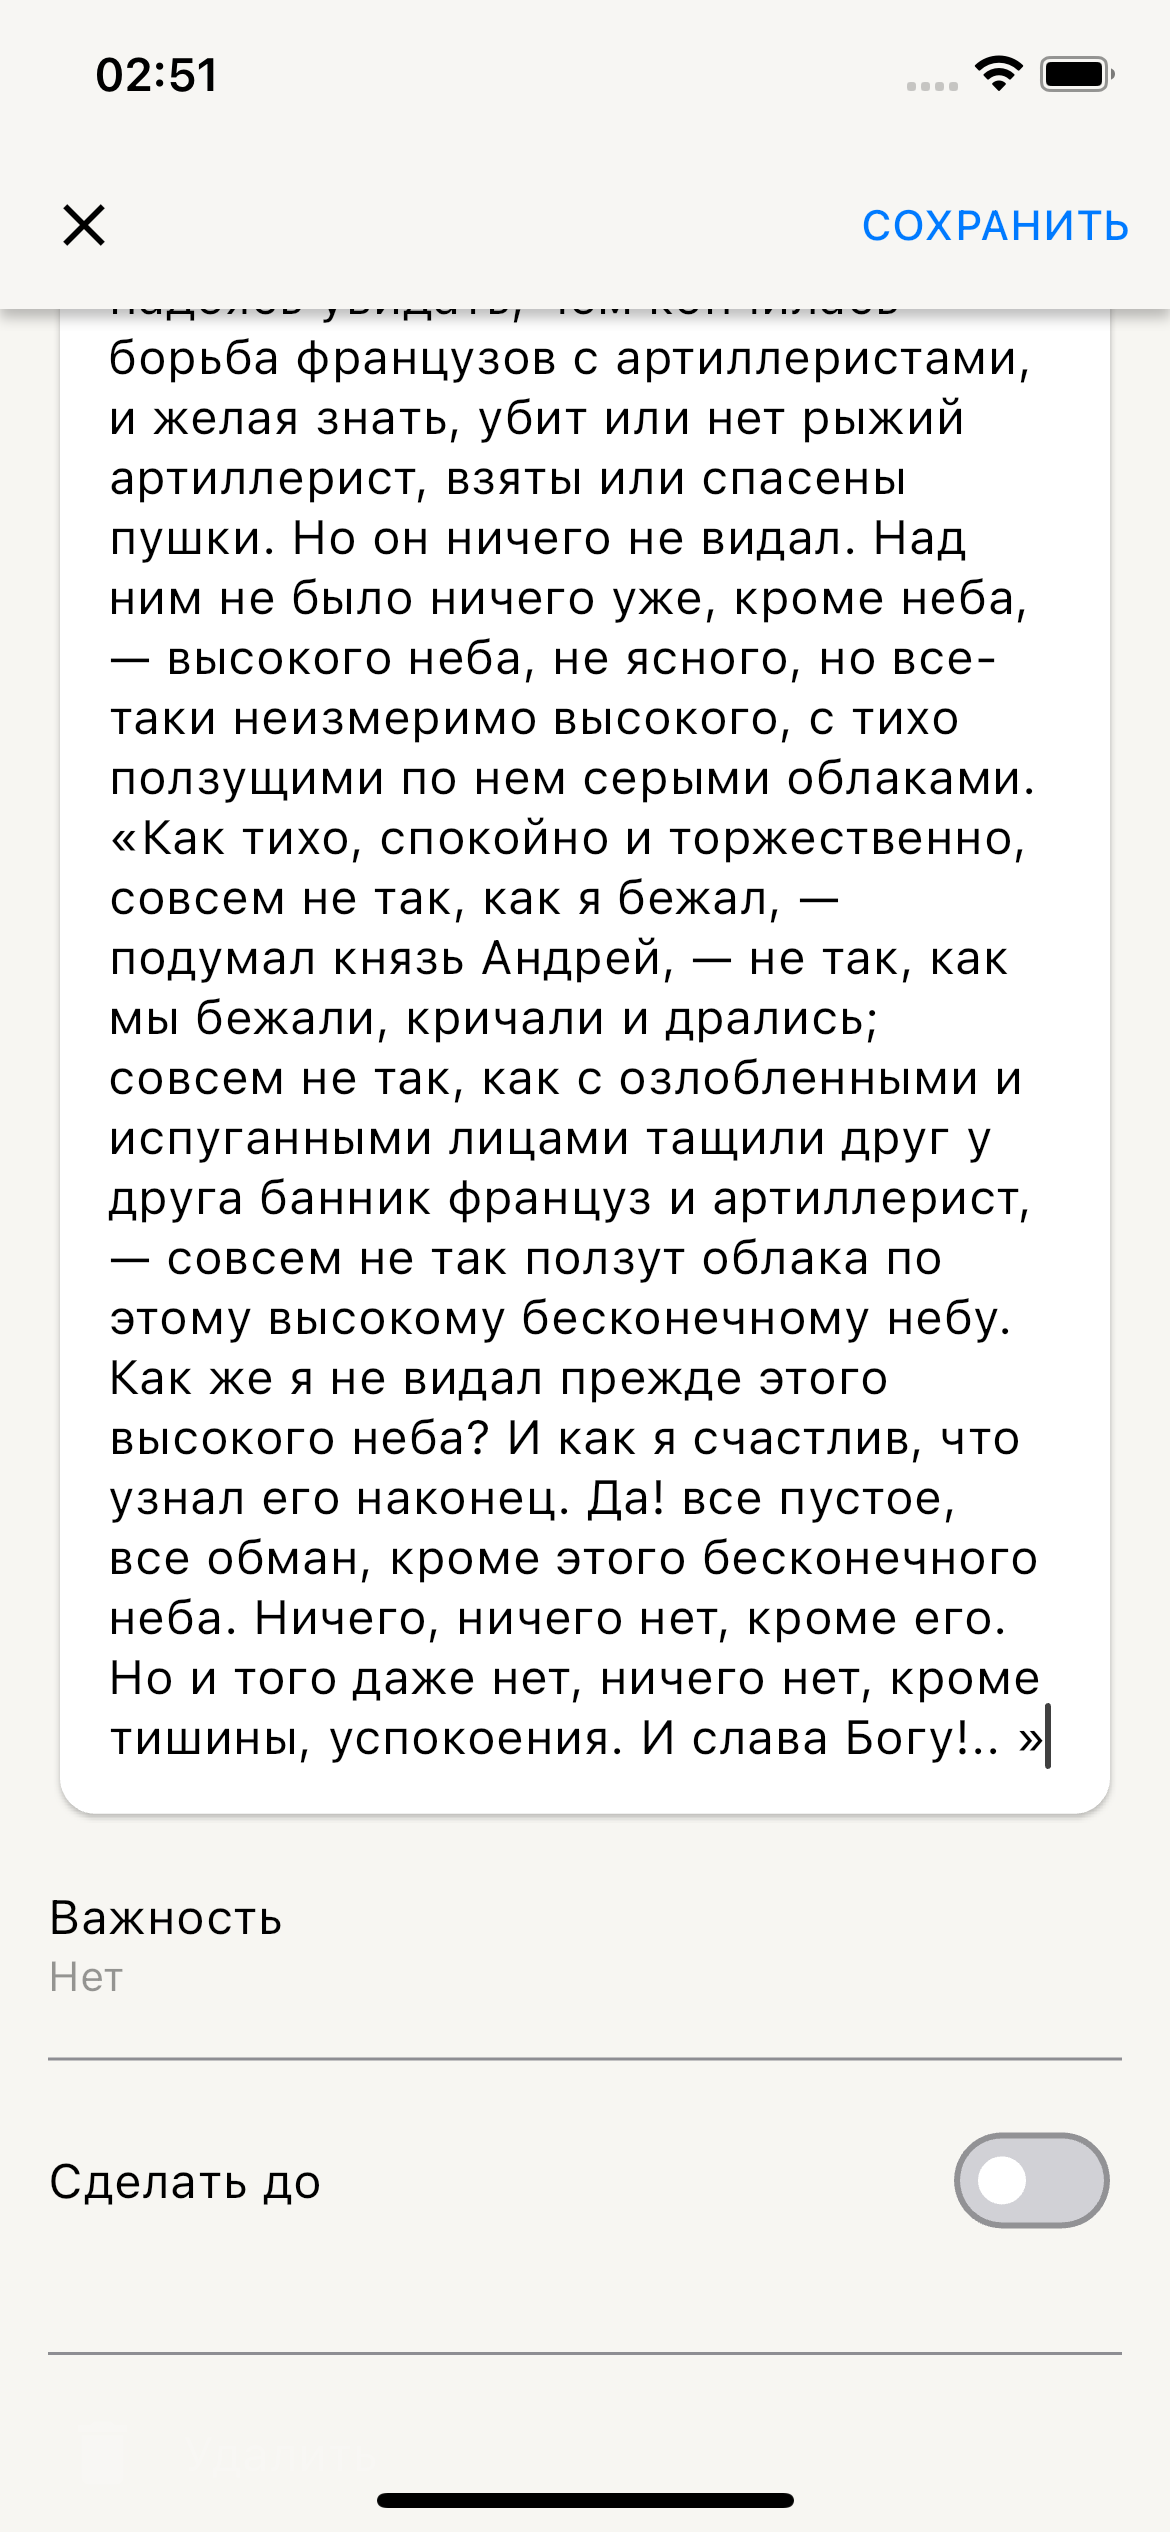 02:51
СОХРАНИТЬ
надеясь увидать, чем кончилась
борьба французов с артиллеристами,
и желая знать, убит или нет рыжий
артиллерист, взяты или спасены
пушки. Но он ничего не видал. Над
ним не было ничего уже, кроме неба,
— высокого неба, не ясного, но все-
таки неизмеримо высокого, с тихо
ползущими по нем серыми облаками.
«Как тихо, спокойно и торжественно,
совсем не так, как я бежал, —
подумал князь Андрей, — не так, как
мы бежали, кричали и дрались;
совсем не так, как с озлобленными и
испуганными лицами тащили друг у
друга банник француз и артиллерист,
— совсем не так ползут облака по
этому высокому бесконечному небу.
Как же я не видал прежде этого
высокого неба? И как я счастлив, что
узнал его наконец. Да! все пустое,
все обман, кроме этого бесконечного
неба. Ничего, ничего нет, кроме его.
Но и того даже нет, ничего нет, кроме
тишины, успокоения. И слава Богу!.. »
Важность
Нет
Сделать до